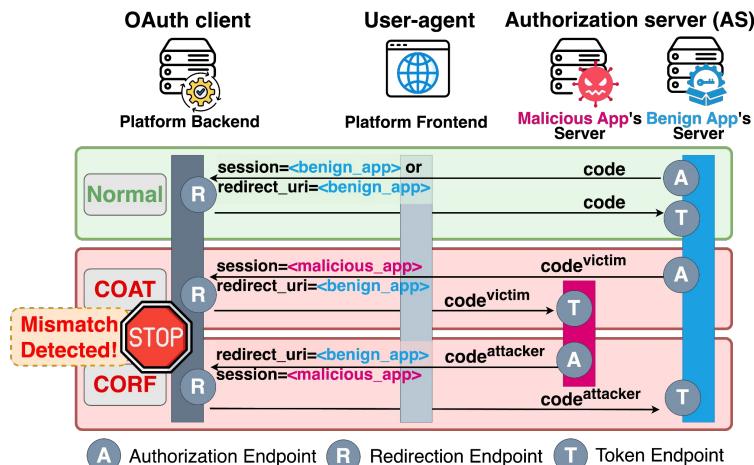 OAuth client
User-agent
Authorization server (AS)
Platform Backend
Platform Frontend
Malicious App's
Server
Benign App's
Server
Normal
R
session=<benign_app> or
redirect_uri=<benign_app>
code
A
code
T
COAT
R
session=<malicious_app>
redirect_uri=<benign_app>
code^victim
A
code^victim
T
Mismatch
Detected!
STOP
CORF
R
redirect_uri=<benign_app>
session=<malicious_app>
code^attacker
A
code^attacker
T
A Authorization Endpoint R Redirection Endpoint T Token Endpoint